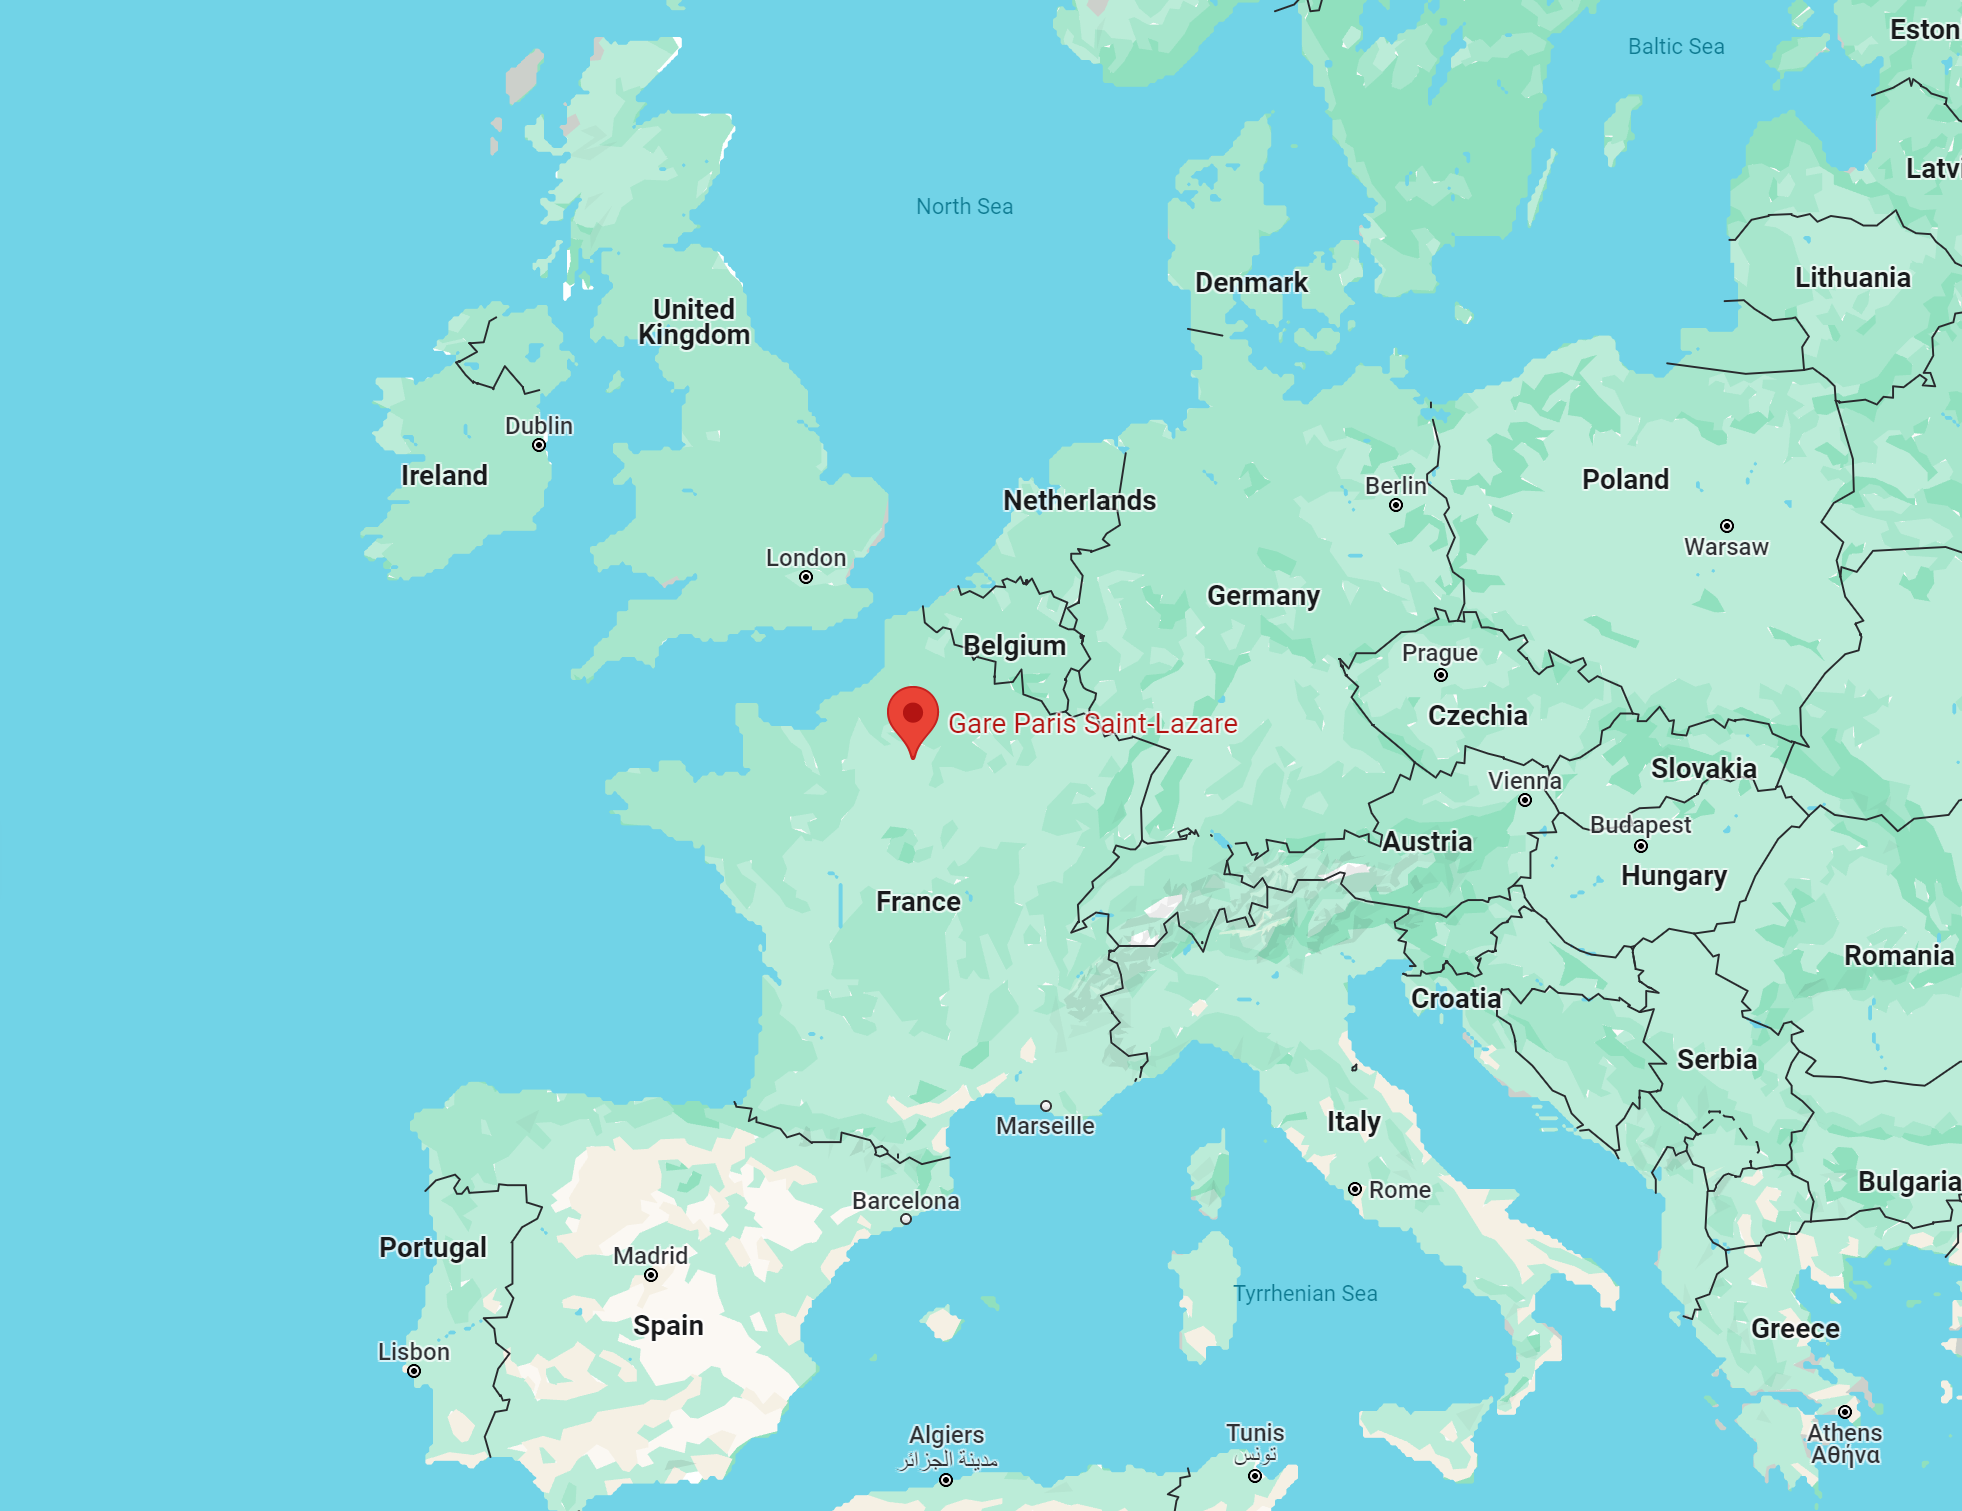 Eston
Baltic Sea
Latvi
North Sea
Lithuania
Denmark
United
Kingdom
Dublin
Ireland
Netherlands
Berlin
Poland
Warsaw
London
Germany
Belgium
Prague
Czechia
Gare Paris Saint-Lazare
Slovakia
Vienna
Budapest
Austria
Hungary
France
Romania
Croatia
Serbia
Italy
Marseille
Bulgaria
Rome
Barcelona
Portugal
Madrid
Tyrrhenian Sea
Spain
Greece
Lisbon
Algiers
مدينة الجزائر
Tunis
تونس
Athens
Αθήνα